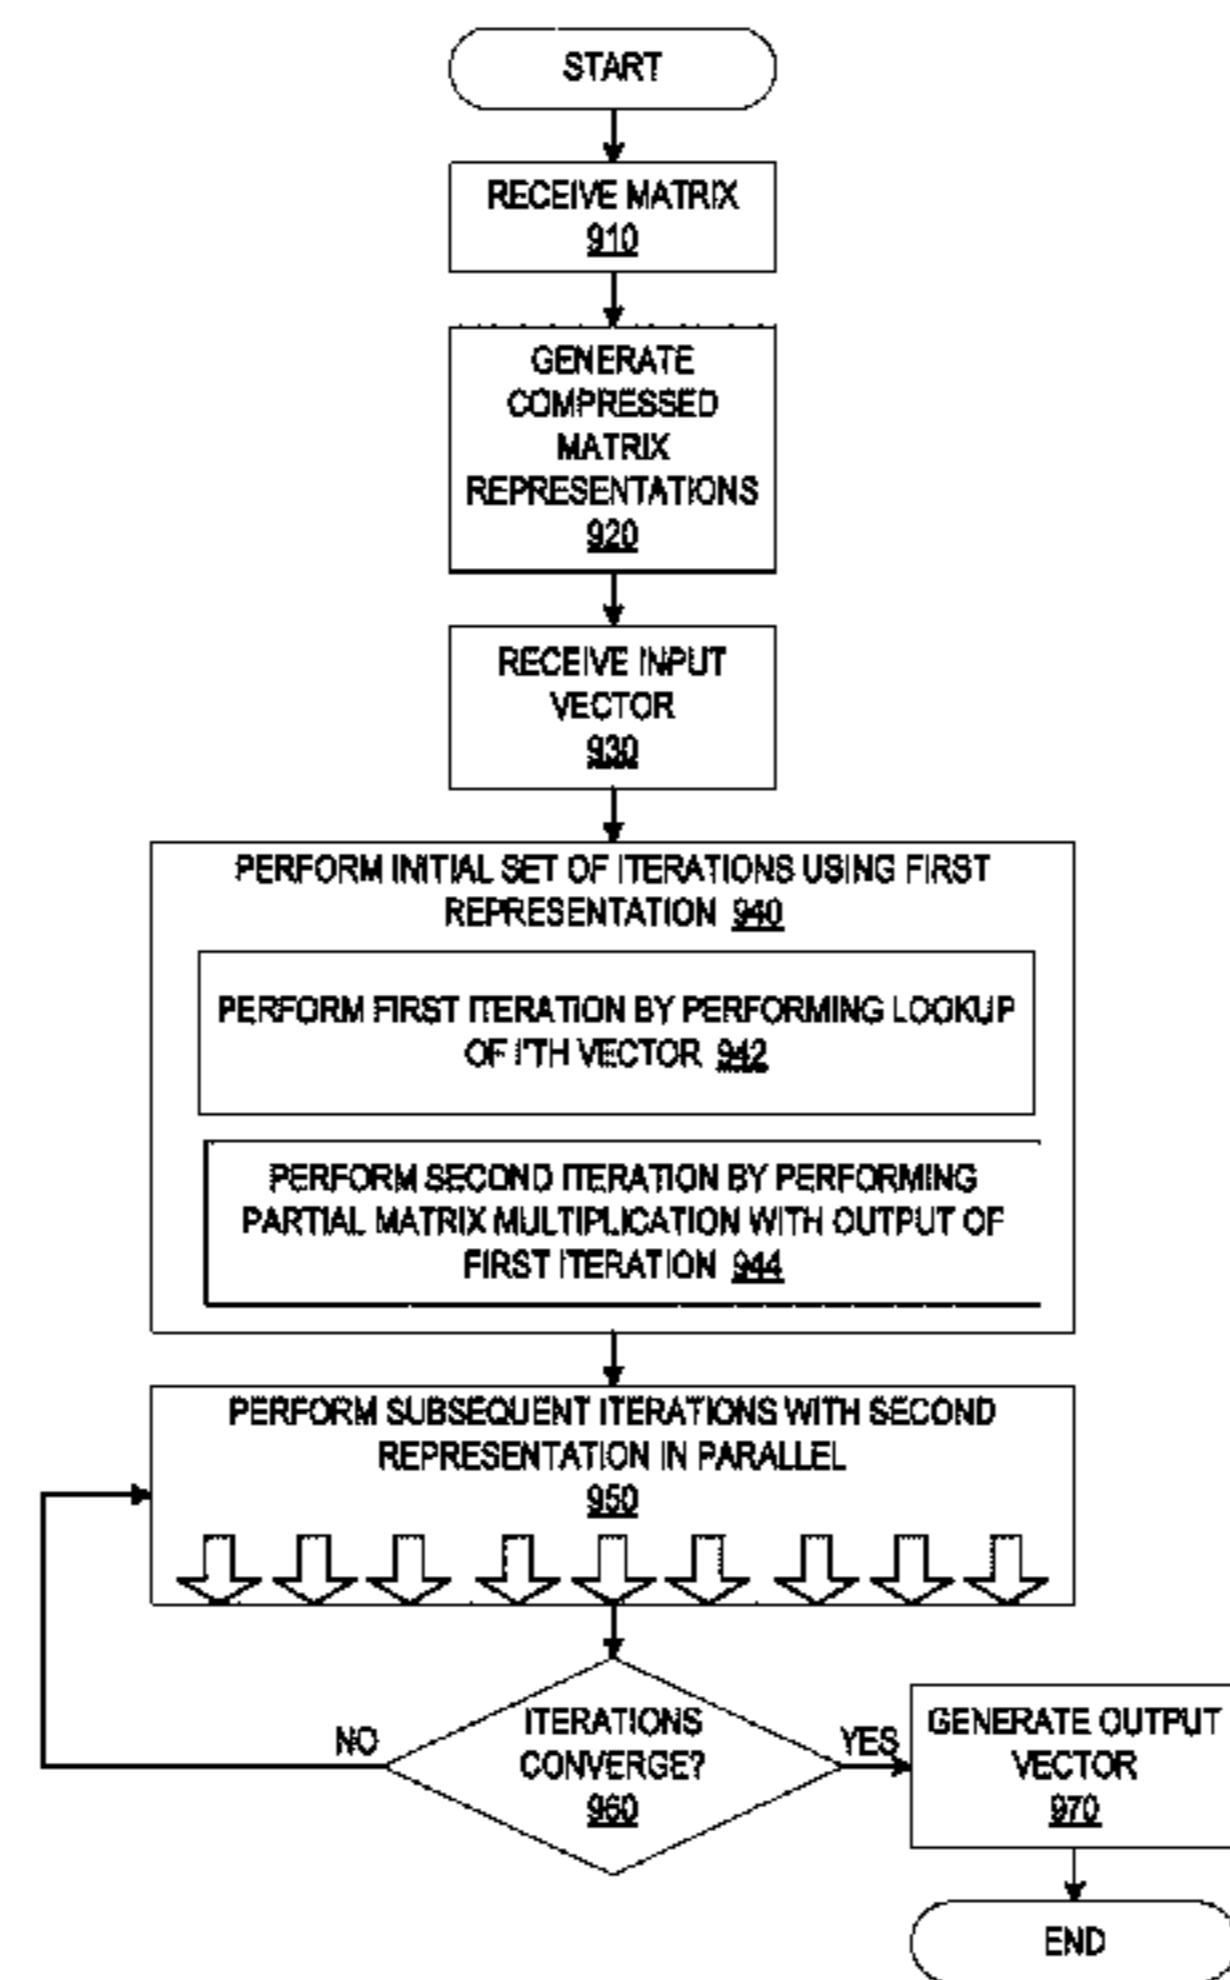 START
RECEIVE MATRIX
910
GENERATE
COMPRESSED
MATRIX
REPRESENTATIONS
920
RECEIVE INPUT
VECTOR
930
PERFORM INITIAL SET OF ITERATIONS USING FIRST
REPRESENTATION 940
PERFORM FIRST ITERATION BY PERFORMING LOOKUP
OF I'TH VECTOR 942
PERFORM SECOND ITERATION BY PERFORMING
PARTIAL MATRIX MULTIPLICATION WITH OUTPUT OF
FIRST ITERATION 944
PERFORM SUBSEQUENT ITERATIONS WITH SECOND
REPRESENTATION IN PARALLEL
950
ITERATIONS
CONVERGE?
960
NO
YES
GENERATE OUTPUT
VECTOR
970
END